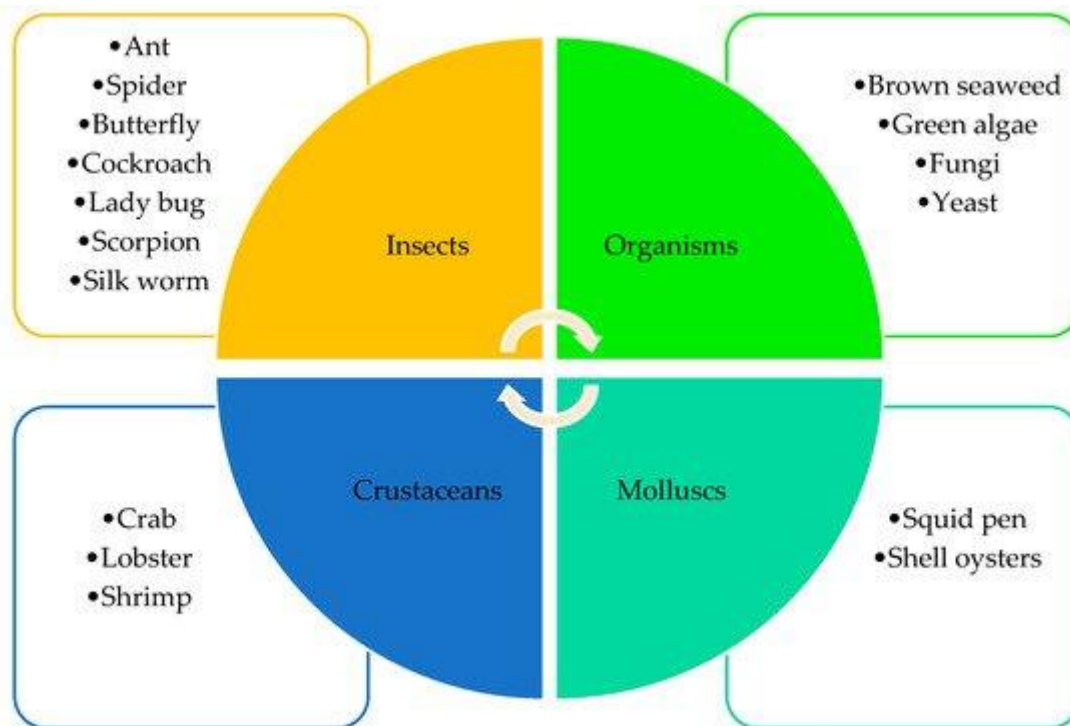 •Ant
•Spider
•Butterfly
•Cockroach
•Lady bug
•Scorpion
•Silk worm
Insects
Organisms
•Brown seaweed
•Green algae
•Fungi
•Yeast
•Crab
•Lobster
•Shrimp
Crustaceans
Molluscs
•Squid pen
•Shell oysters